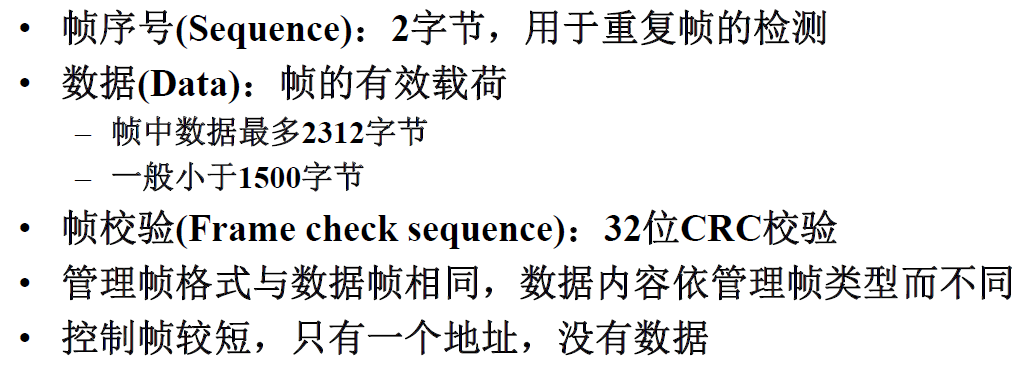 • 帧序号(Sequence)：2字节，用于重复帧的检测
• 数据(Data)：帧的有效载荷
– 帧中数据最多2312字节
– 一般小于1500字节
• 帧校验(Frame check sequence)：32位CRC校验
• 管理帧格式与数据帧相同，数据内容依管理帧类型而不同
• 控制帧较短，只有一个地址，没有数据